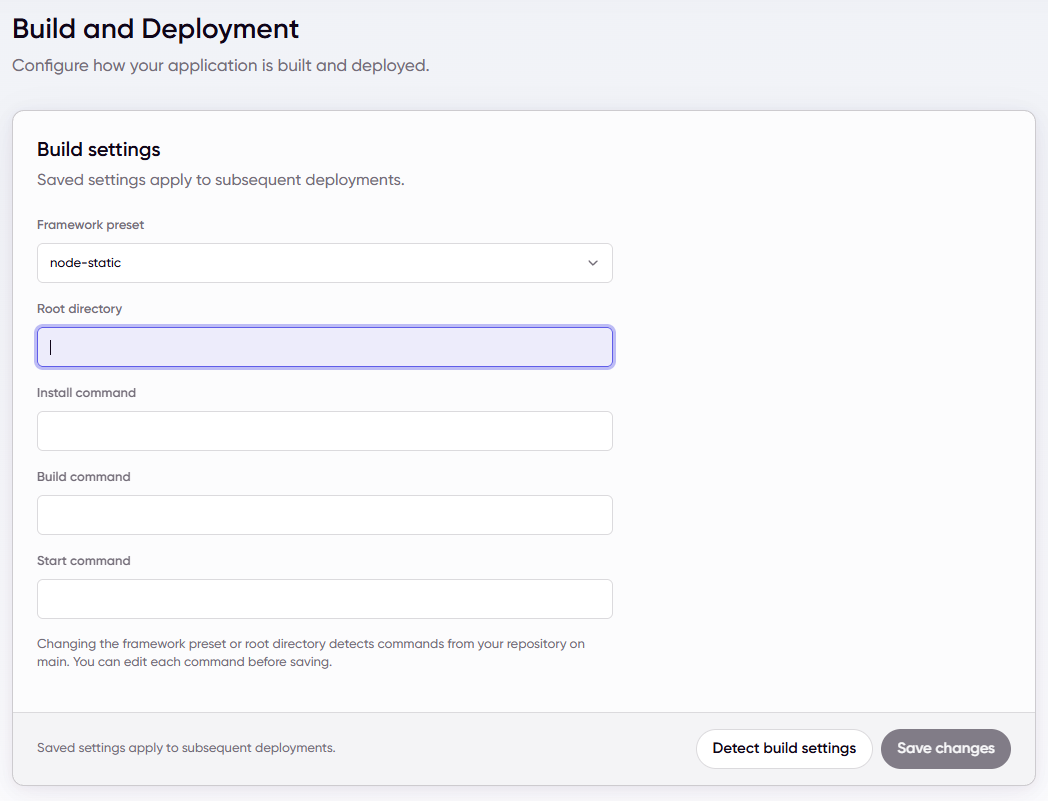 Build and Deployment
Configure how your application is built and deployed.
Build settings
Saved settings apply to subsequent deployments.
Framework preset
node-static
Root directory
Install command
Build command
Start command
Changing the framework preset or root directory detects commands from your repository on
main. You can edit each command before saving.
Saved settings apply to subsequent deployments.
Detect build settings
Save changes